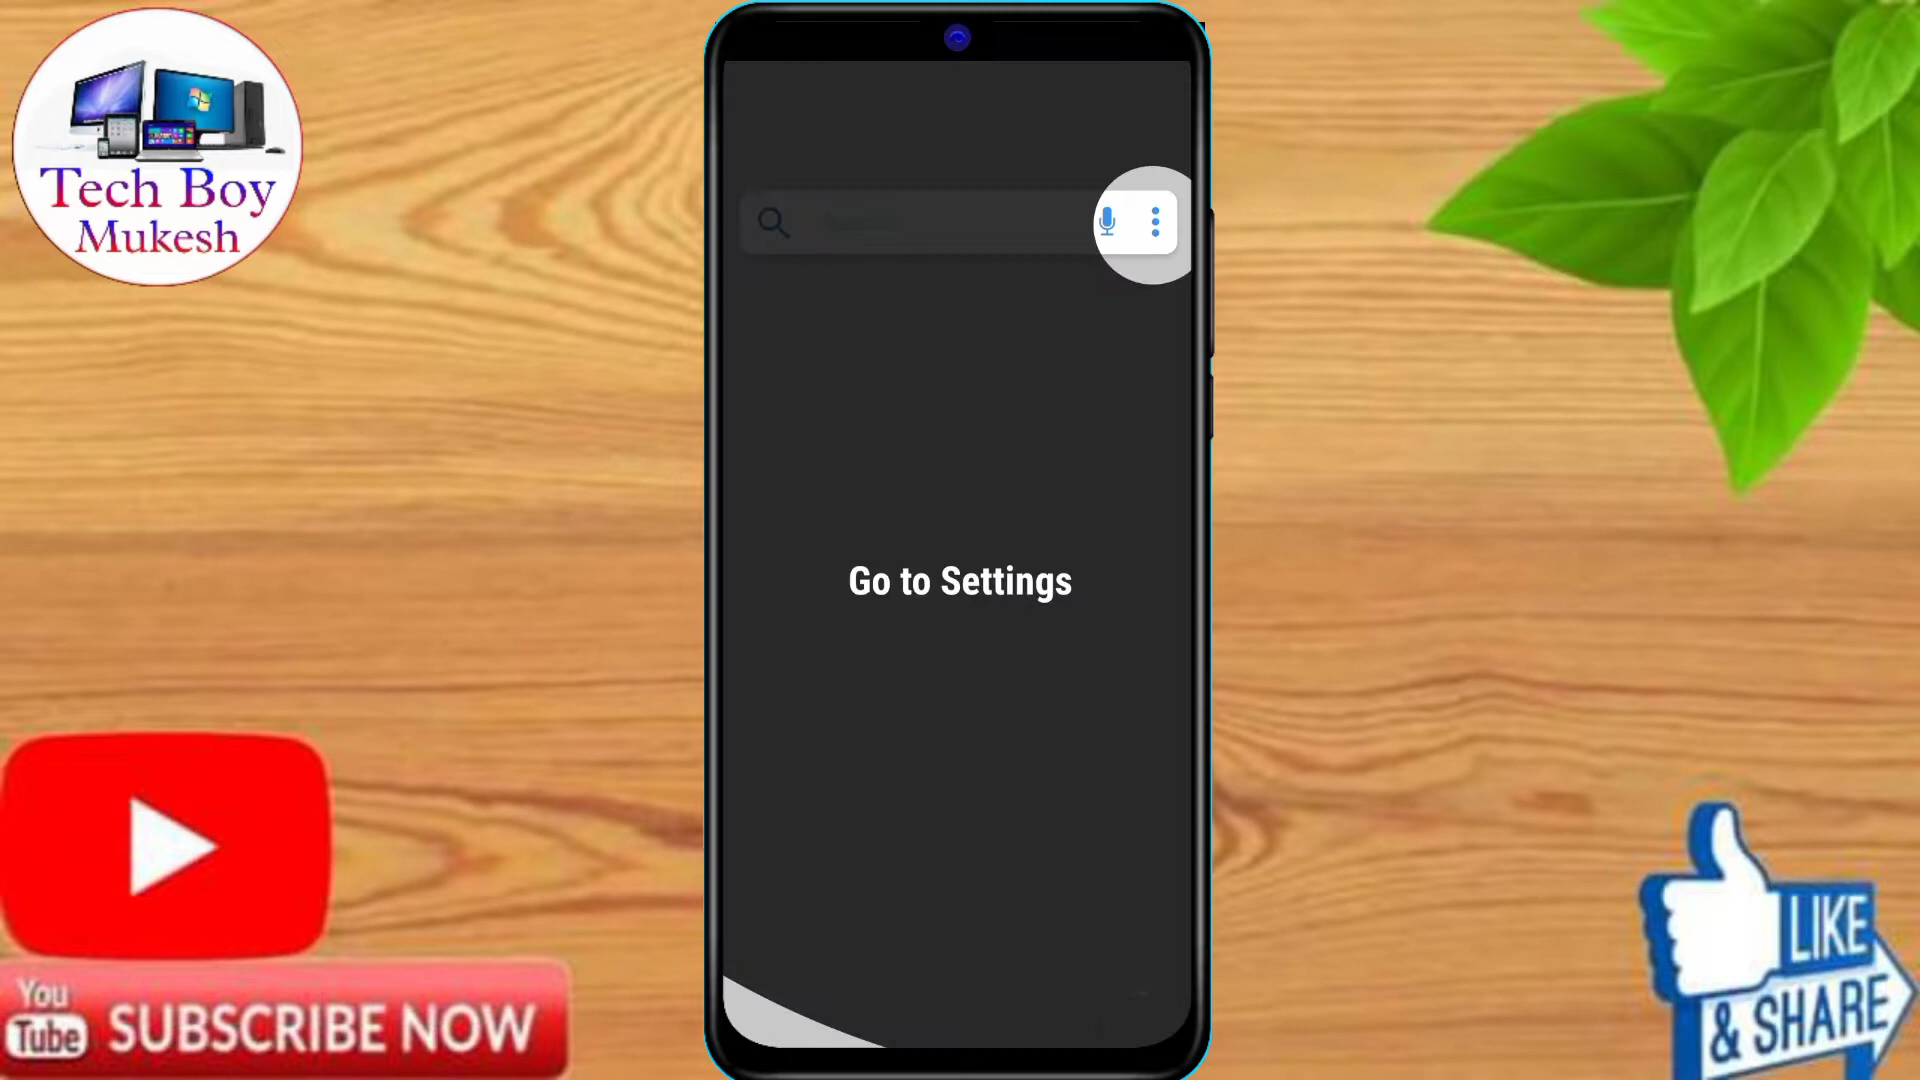 Tech Boy
Mukesh
Go to Settings
You
Tube
SUBSCRIBE NOW
LIKE
& SHARE